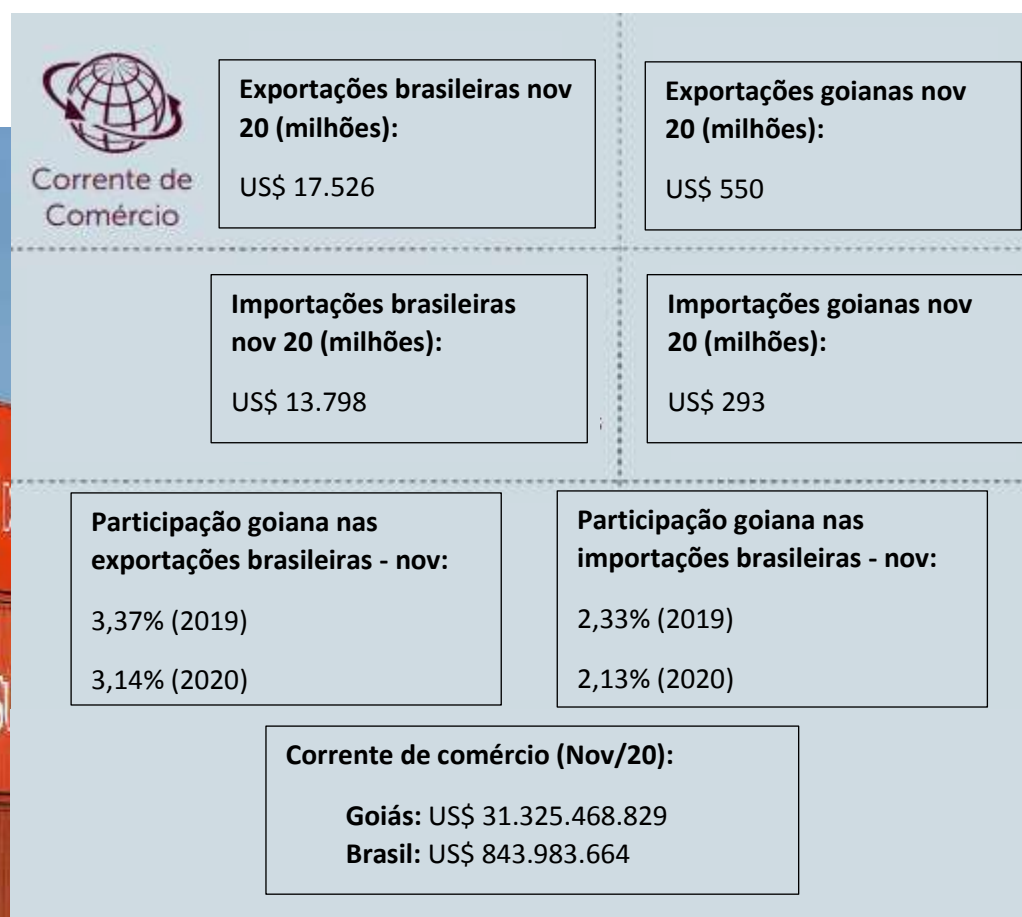 Corrente de
Comércio
Exportações brasileiras nov
20 (milhões):
US$ 17.526
Exportações goianas nov
20 (milhões):
US$ 550
Importações brasileiras
nov 20 (milhões):
US$ 13.798
Importações goianas nov
20 (milhões):
US$ 293
Participação goiana nas
exportações brasileiras - nov:
3,37% (2019)
3,14% (2020)
Participação goiana nas
importações brasileiras - nov:
2,33% (2019)
2,13% (2020)
Corrente de comércio (Nov/20):
Goiás: US$ 31.325.468.829
Brasil: US$ 843.983.664